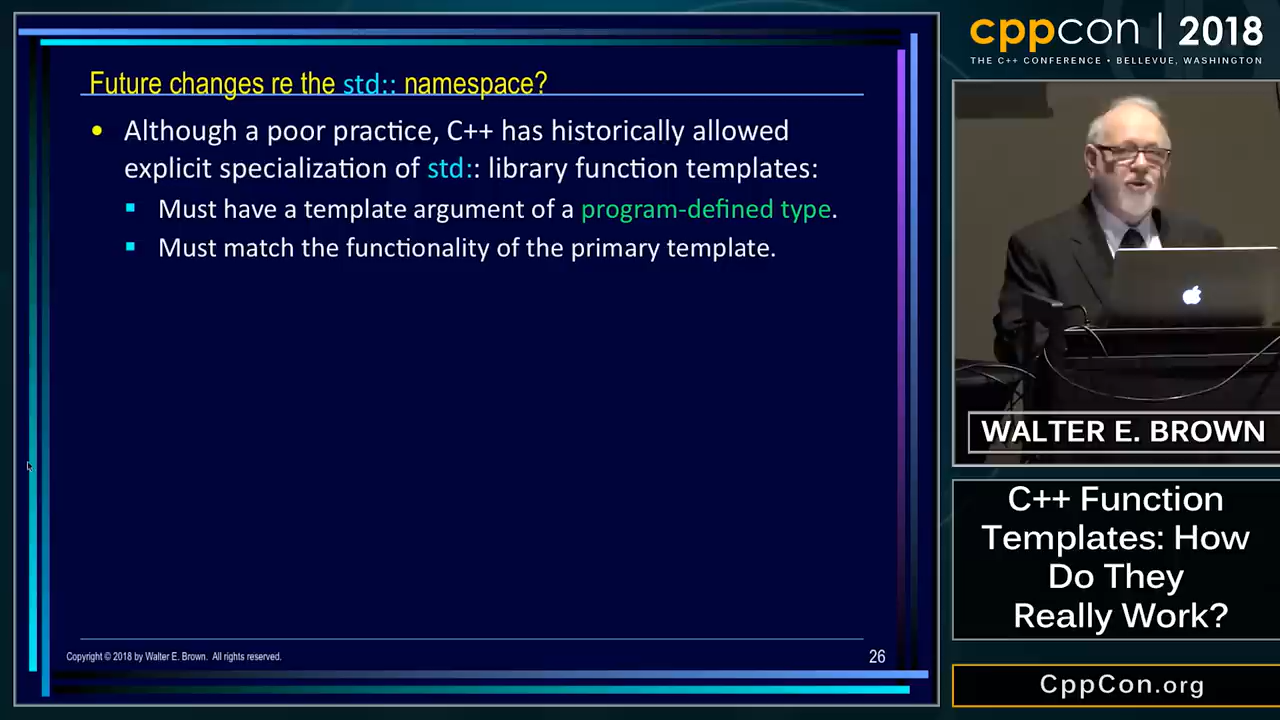 Future changes re the std:: namespace?
• Although a poor practice, C++ has historically allowed
explicit specialization of std:: library function templates:
▪ Must have a template argument of a program-defined type.
▪ Must match the functionality of the primary template.
Copyright © 2018 by Walter E. Brown. All rights reserved.
26
cppcon | 2018
THE C++ CONFERENCE • BELLEVUE, WASHINGTON
WALTER E. BROWN
C++ Function
Templates: How
Do They
Really Work?
CppCon.org